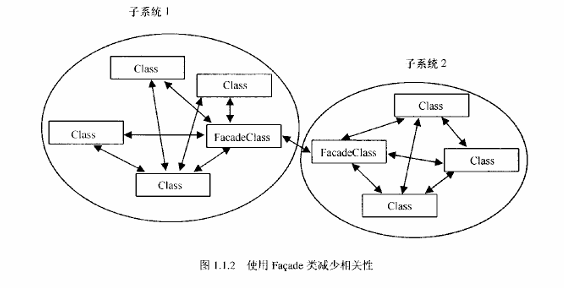 子系统 1
子系统 2
Class
Class
Class
Class
FacadeClass
FacadeClass
Class
Class
Class
图 1.1.2 使用 Façade 类减少相关性